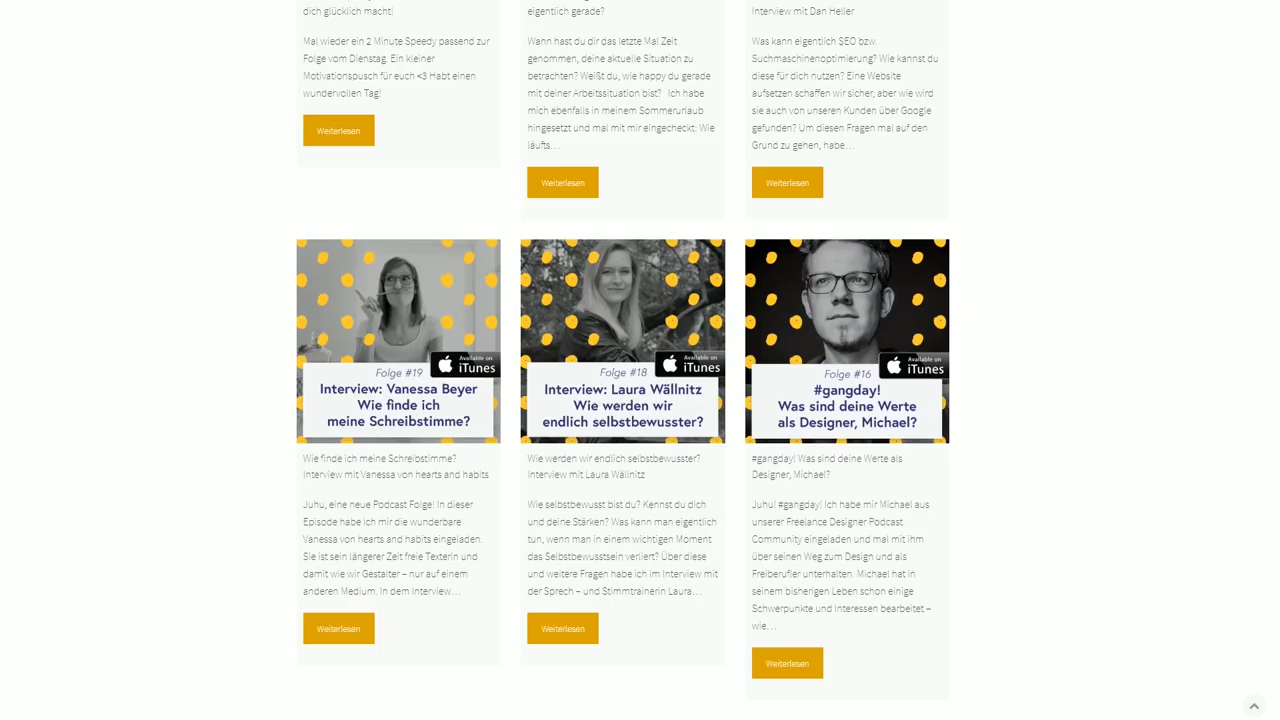 dich glücklich macht!
Mal wieder ein 2 Minute Speedy passend zur
Folge vom Dienstag. Ein kleiner
Motivationspusch für euch <3 Habt einen
wundervollen Tag!
Weiterlesen
eigentlich gerade?
Wann hast du dir das letzte Mal Zeit
genommen, deine aktuelle Situation zu
betrachten? Weißt du, wie happy du gerade
mit deiner Arbeitssituation bist? Ich habe
mich ebenfalls in meinem Sommerurlaub
hingesetzt und mal mit mir eingecheckt: Wie
läufts…
Weiterlesen
Interview mit Dan Heller
Was kann eigentlich SEO bzw.
Suchmaschinenoptimierung? Wie kannst du
diese für dich nutzen? Eine Website
aufsetzen schaffen wir sicher, aber wie wird
sie auch von unseren Kunden über Google
gefunden? Um diesen Fragen mal auf den
Grund zu gehen, habe…
Weiterlesen
Available on
iTunes
Folge #19
Interview: Vanessa Beyer
Wie finde ich
meine Schreibstimme?
Wie finde ich meine Schreibstimme?
Interview mit Vanessa von hearts and habits
Juhu, eine neue Podcast Folge! In dieser
Episode habe ich mir die wunderbare
Vanessa von hearts and habits eingeladen.
Sie ist sein längerer Zeit freie Texterin und
damit wie wir Gestalter – nur auf einem
anderen Medium. In dem Interview…
Weiterlesen
Available on
iTunes
Folge #18
Interview: Laura Wällnitz
Wie werden wir
endlich selbstbewusster?
Wie werden wir endlich selbstbewusster?
Interview mit Laura Wällnitz
Wie selbstbewusst bist du? Kennst du dich
und deine Stärken? Was kann man eigentlich
tun, wenn man in einem wichtigen Moment
das Selbstbewusstsein verliert? Über diese
und weitere Fragen habe ich im Interview mit
der Sprech – und Stimmtrainerin Laura…
Weiterlesen
Available on
iTunes
Folge #16
#gangday!
Was sind deine Werte
als Designer, Michael?
#gangday! Was sind deine Werte als
Designer, Michael?
Juhu! #gangday! Ich habe mir Michael aus
unserer Freelance Designer Podcast
Community eingeladen und mal mit ihm
über seinen Weg zum Design und als
Freiberufler unterhalten. Michael hat in
seinem bisherigen Leben schon einige
Schwerpunkte und Interessen bearbeitet –
wie…
Weiterlesen